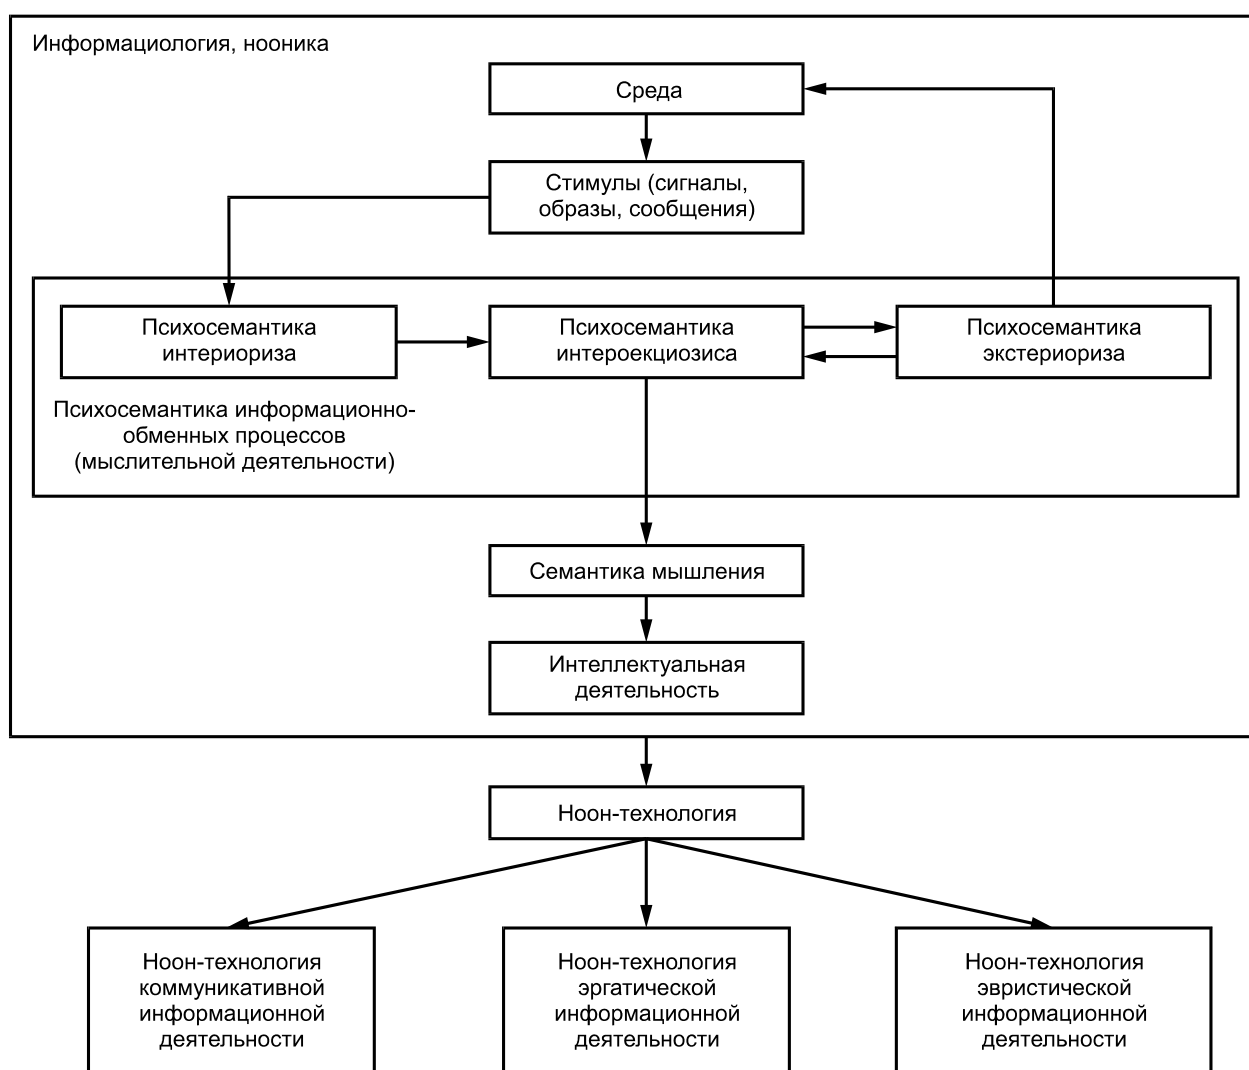 Информациология, нооника
Среда
Стимулы (сигналы,
образы, сообщения)
Психосемантика
интериориза
Психосемантика
интероекциозиса
Психосемантика
экстериориза
Психосемантика информационно-
обменных процессов
(мыслительной деятельности)
Семантика мышления
Интеллектуальная
деятельность
Ноон-технология
Ноон-технология
коммуникативной
информационной
деятельности
Ноон-технология
эргатической
информационной
деятельности
Ноон-технология
эвристической
информационной
деятельности